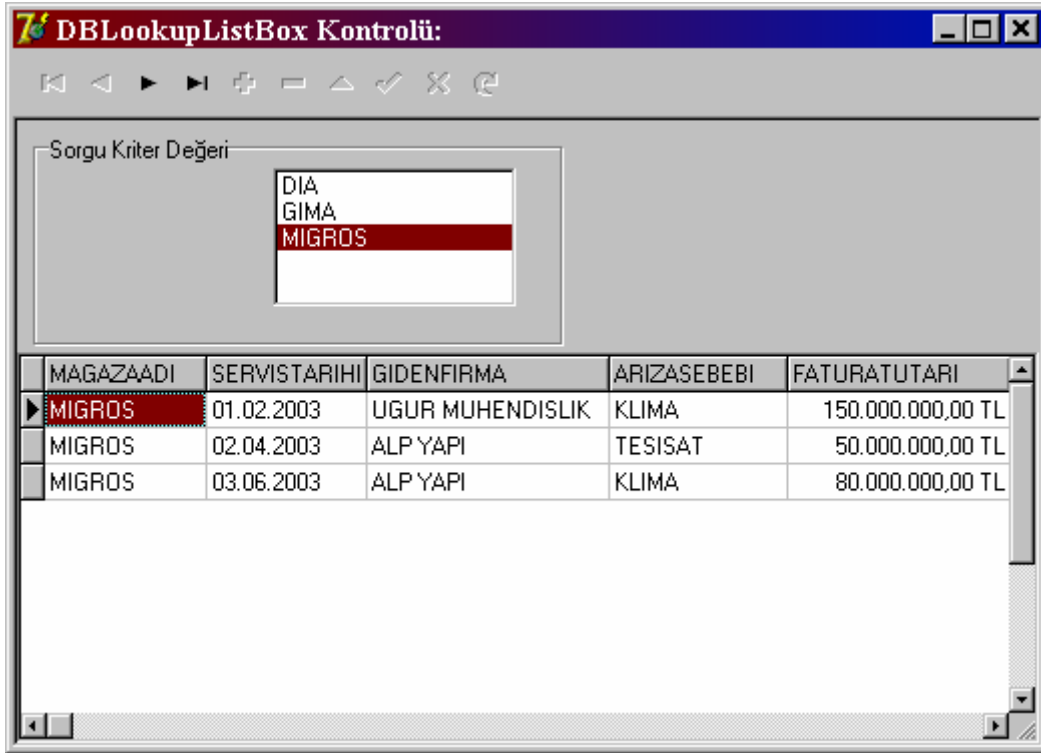 DBLookupListBox Kontrolü:
Sorgu Kriter Değeri
DIA
GIMA
MIGROS
MAGAZAADI SERVISTARIHI GIDENFIRMA ARIZASEBEBI FATURATUTARI
MIGROS 01.02.2003 UGUR MUHENDISLIK KLIMA 150.000.000,00 TL
MIGROS 02.04.2003 ALP YAPI TESISAT 50.000.000,00 TL
MIGROS 03.06.2003 ALP YAPI KLIMA 80.000.000,00 TL